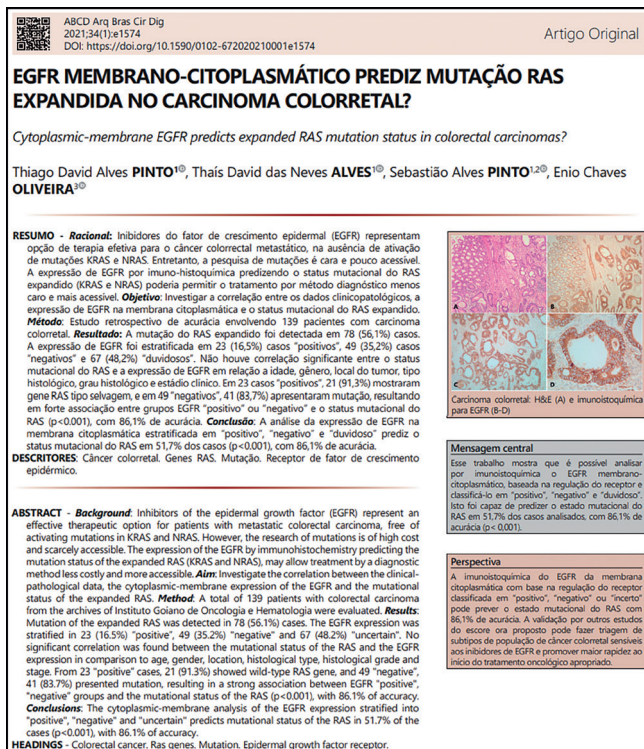 ABCD Arq Bras Cir Dig
2021;34(1):e1574
DOI: https://doi.org/10.1590/0102-672020210001e1574
Artigo Original
EGFR MEMBRANO-CITOPLASMÁTICO PREDIZ MUTAÇÃO RAS
EXPANDIDA NO CARCINOMA COLORRETAL?
Cytoplasmic-membrane EGFR predicts expanded RAS mutation status in colorectal carcinomas?
Thiago David Alves PINTO¹, Thaís David das Neves ALVES¹, Sebastião Alves PINTO¹,², Enio Chaves
OLIVEIRA³
RESUMO - Racional: Inibidores do fator de crescimento epidermal (EGFR) representam
opção de terapia efetiva para o câncer colorrectal metastático, na ausência de ativação
de mutações KRAS e NRAS. Entretanto, a pesquisa de mutações é cara e pouco acessível.
A expressão de EGFR por imuno-histoquímica predizendo o status mutacional do RAS
expandido (KRAS e NRAS) poderia permitir o tratamento por método diagnóstico menos
caro e mais acessível. Objetivo: Investigar a correlação entre os dados clinicopatológicos, a
expressão de EGFR na membrana citoplasmática e o status mutacional do RAS expandido.
Método: Estudo retrospectivo de acurácia envolvendo 139 pacientes com carcinoma
colorretal. Resultado: A mutação do RAS expandido foi detectada em 78 (56,1%) casos.
A expressão de EGFR foi estratificada em 23 (16,5%) casos "positivos", 49 (35,2%) casos
"negativos" e 67 (48,2%) "duvidosos". Não houve correlação significante entre o status
mutacional do RAS e a expressão de EGFR em relação a idade, gênero, local do tumor, tipo
histológico, grau histológico e estádio clínico. Em 23 casos "positivos", 21 (91,3%) mostraram
gene RAS tipo selvagem, e em 49 "negativos", 41 (83,7%) apresentaram mutação, resultando
em forte associação entre grupos EGFR "positivo" ou "negativo" e o status mutacional do
RAS (p<0,001), com 86,1% de acurácia. Conclusão: A análise da expressão de EGFR na
membrana citoplasmática estratificada em "positivo", "negativo" e "duvidoso" prediz o
status mutacional do RAS em 51,7% dos casos (p<0,001), com 86,1% de acurácia.
DESCRITORES: Câncer colorretal. Genes RAS. Mutação. Receptor de fator de crescimento
epidérmico.
A
B
C
D
Carcinoma colorretal: H&E (A) e imunoistoquímica
para EGFR (B-D)
Mensagem central
Esse trabalho mostra que é possível analisar
por imunoistoquímica o EGFR membrano-
citoplasmático, baseada na regulação do receptor e
classificá-lo em "positivo", "negativo" e "duvidoso".
Isto foi capaz de predizer o estado mutacional do
RAS em 51,7% dos casos analisados, com 86,1% de
acurácia (p< 0,001).
ABSTRACT - Background: Inhibitors of the epidermal growth factor (EGFR) represent an
effective therapeutic option for patients with metastatic colorectal carcinoma, free of
activating mutations in KRAS and NRAS. However, the research of mutations is of high cost
and scarcely accessible. The expression of the EGFR by immunohistochemistry predicting the
mutation status of the expanded RAS (KRAS and NRAS), may allow treatment by a diagnostic
method less costly and more accessible. Aim: Investigate the correlation between the clinical-
pathological data, the cytoplasmic-membrane expression of the EGFR and the mutational
status of the expanded RAS. Method: A total of 139 patients with colorectal carcinoma
from the archives of Instituto Goiano de Oncologia e Hematologia were evaluated. Results:
Mutation of the expanded RAS was detected in 78 (56.1%) cases. The EGFR expression was
stratified in 23 (16.5%) "positive", 49 (35.2%) "negative" and 67 (48.2%) "uncertain". No
significant correlation was found between the mutational status of the RAS and the EGFR
expression in comparison to age, gender, location, histological type, histological grade and
stage. From 23 "positive" cases, 21 (91.3%) showed wild-type RAS gene, and 49 "negative",
41 (83.7%) presented mutation, resulting in a strong association between EGFR "positive",
"negative" groups and the mutational status of the RAS (p<0,001), with 86.1% of accuracy.
Conclusions: The cytoplasmic-membrane analysis of the EGFR expression stratified into
"positive", "negative" and "uncertain" predicts mutational status of the RAS in 51.7% of the
cases (p<0,001), with 86.1% of accuracy.
HEADINGS - Colorectal cancer. Ras genes. Mutation. Epidermal growth factor receptor.
Perspectiva
A imunoistoquímica do EGFR da membrana
citoplasmática com base na regulação do receptor
classificada em "positivo", "negativo" ou "incerto"
pode prever o estado mutacional do RAS com
86,1% de acurácia. A validação por outros estudos
do escore ora proposto pode fazer triagem de
subtipos de população de câncer colorretal sensíveis
aos inibidores de EGFR e promover maior rapidez ao
início do tratamento oncológico apropriado.